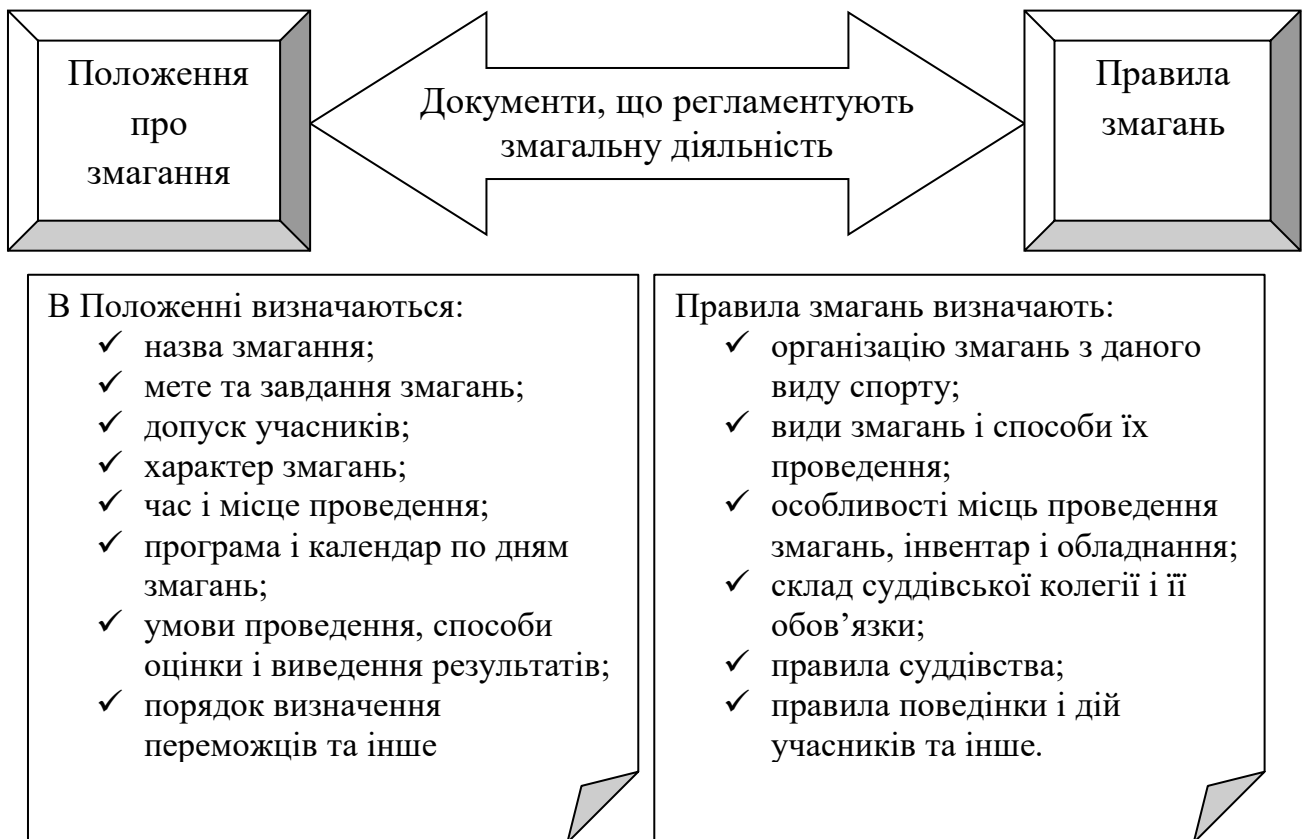 Положення
про
змагання
Документи, що регламентують
змагальну діяльність
Правила
змагань
В Положенні визначаються:
✓ назва змагання;
✓ мете та завдання змагань;
✓ допуск учасників;
✓ характер змагань;
✓ час і місце проведення;
✓ програма і календар по дням
змагань;
✓ умови проведення, способи
оцінки і виведення результатів;
✓ порядок визначення
переможців та інше
Правила змагань визначають:
✓ організацію змагань з даного
виду спорту;
✓ види змагань і способи їх
проведення;
✓ особливості місць проведення
змагань, інвентар і обладнання;
✓ склад суддівської колегії і її
обов’язки;
✓ правила суддівства;
✓ правила поведінки і дій
учасників та інше.